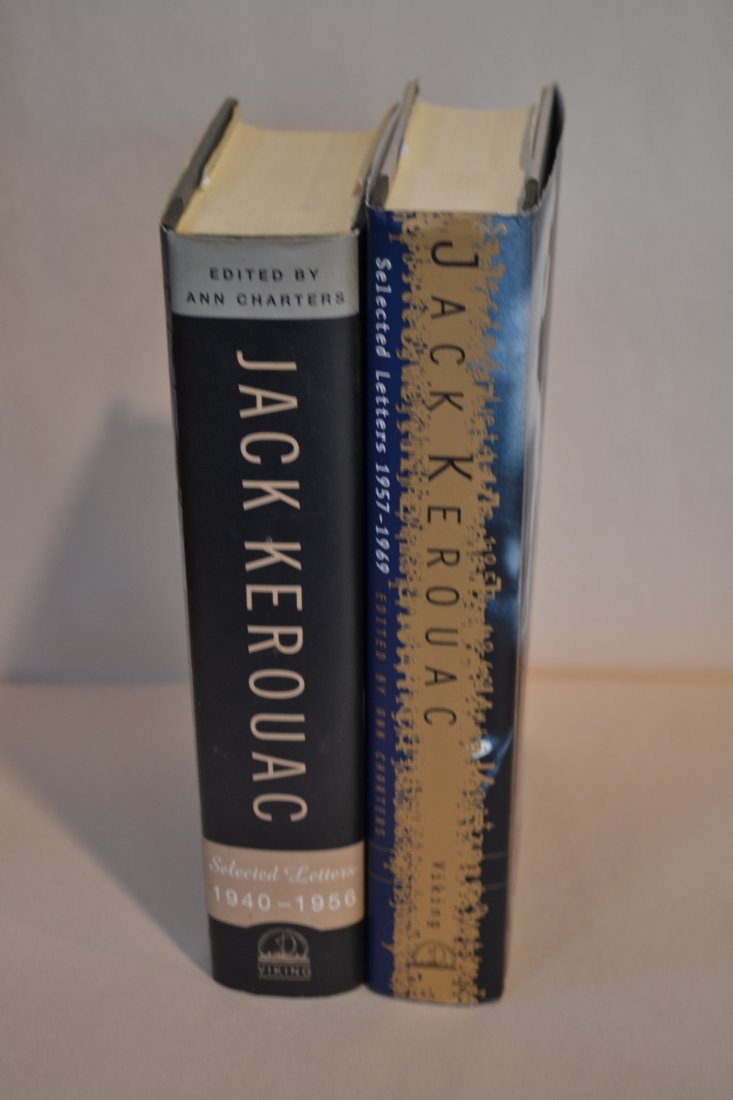 EDITED BY
ANN CHARTERS
JACK KEROUAC
Selected Letters
1940–1956
VIKING
JACK KEROUAC
Selected Letters 1957–1969 EDITED BY ANN CHARTERS
Viking